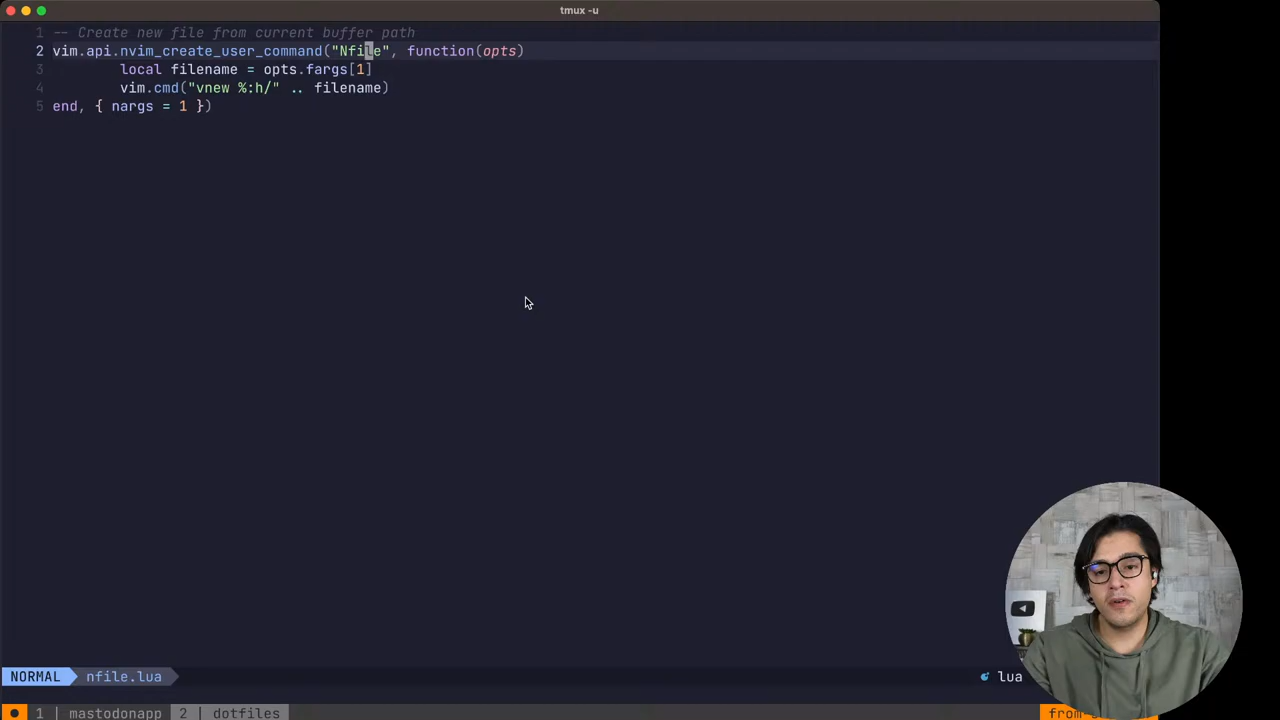 tmux -u
1 -- Create new file from current buffer path
2 vim.api.nvim_create_user_command("Nfile", function(opts)
3 local filename = opts.fargs[1]
4 vim.cmd("vnew %:h/" .. filename)
5 end, { nargs = 1 })
NORMAL nfile.lua lua
1 | mastodonapp 2 | dotfiles